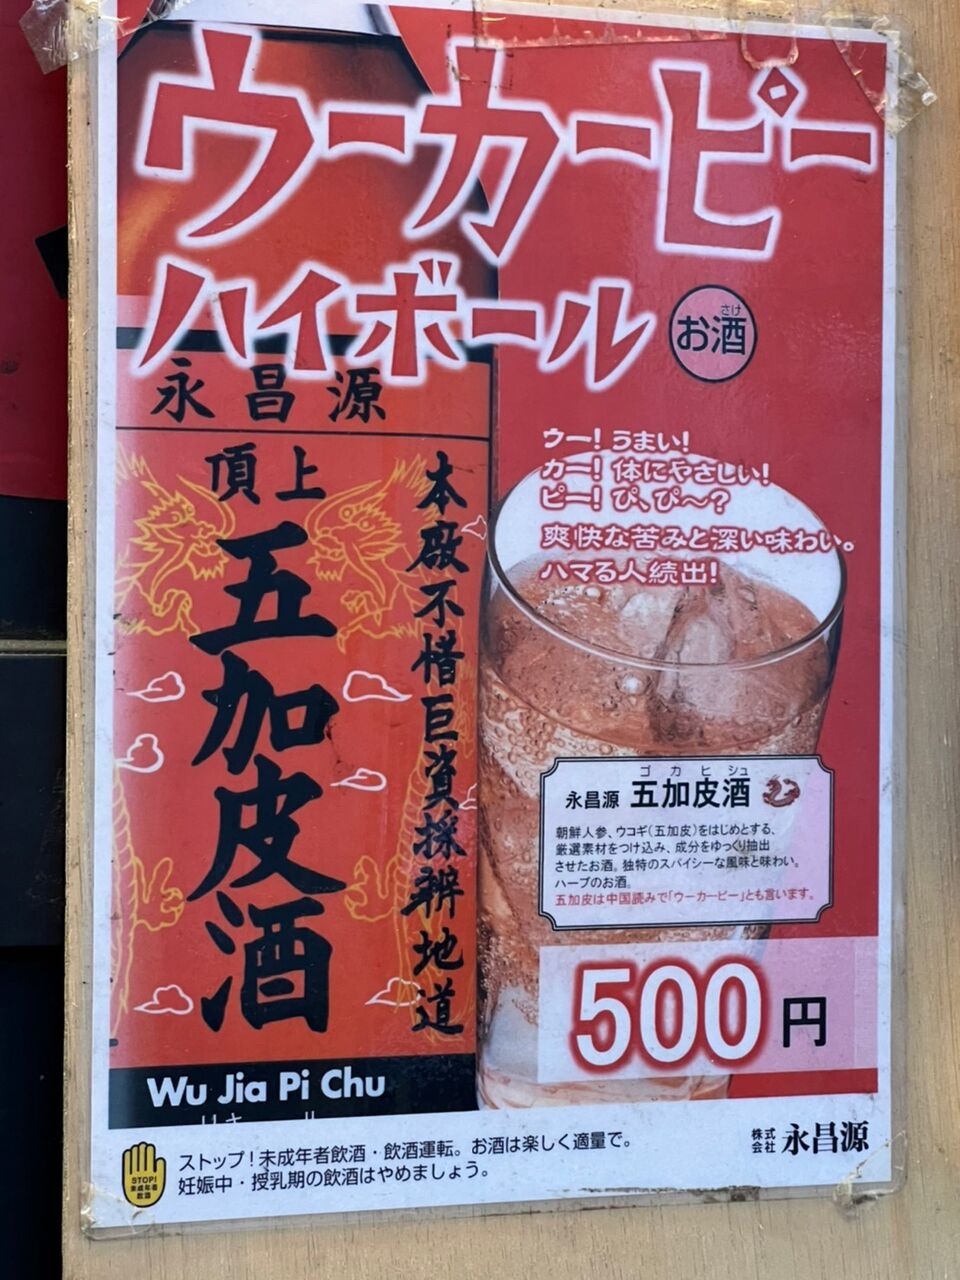 ウーカーピー
ハイボール
お酒
さけ
永昌源
頂上
五加皮酒
本廠不惜巨資採辦地道
Wu Jia Pi Chu
ウー! うまい!
カー! 体にやさしい!
ピー! ぴ、ぴ〜?
爽快な苦みと深い味わい。
ハマる人続出!
ゴカヒシュ
永昌源 五加皮酒
朝鮮人参、ウコギ(五加皮)をはじめとする、
厳選素材をつけ込み、成分をゆっくり抽出
させたお酒。独特のスパイシーな風味と味わい。
ハーブのお酒。
五加皮は中国読みで「ウーカーピー」とも言います。
500円
STOP!
未成年者
飲酒
ストップ!未成年者飲酒・飲酒運転。お酒は楽しく適量で。
妊娠中・授乳期の飲酒はやめましょう。
株式会社 永昌源